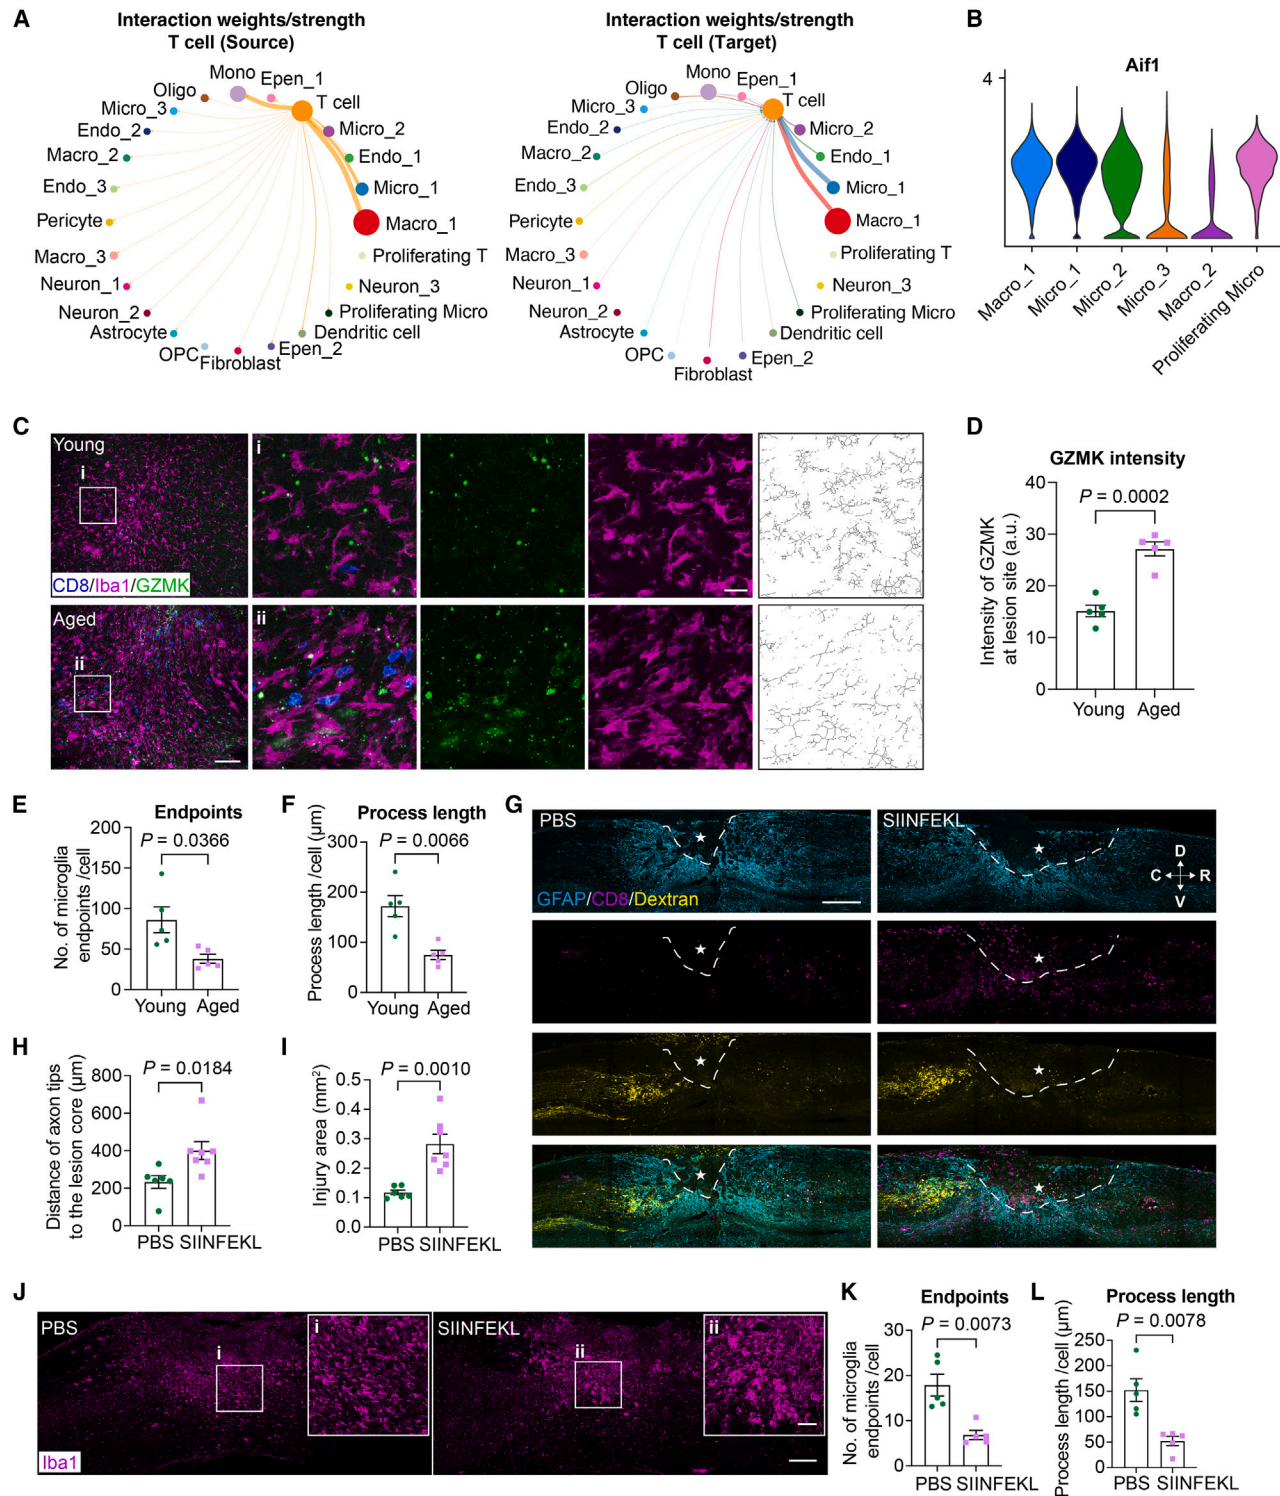 A
Interaction weights/strength
T cell (Source)
Mono
Epen_1
Oligo
T cell
Micro_3
Micro_2
Endo_2
Endo_1
Macro_2
Micro_1
Endo_3
Macro_1
Pericyte
Proliferating T
Macro_3
Neuron_3
Neuron_1
Proliferating Micro
Neuron_2
Dendritic cell
Astrocyte
Epen_2
OPC
Fibroblast
Interaction weights/strength
T cell (Target)
Mono
Epen_1
Oligo
T cell
Micro_3
Micro_2
Endo_2
Endo_1
Macro_2
Micro_1
Endo_3
Macro_1
Pericyte
Proliferating T
Macro_3
Neuron_3
Neuron_1
Proliferating Micro
Neuron_2
Dendritic cell
Astrocyte
Epen_2
OPC
Fibroblast
B
Aif1
4
Macro_1
Micro_1
Micro_2
Micro_3
Macro_2
Proliferating Micro
C
Young
i
CD8/Iba1/GZMK
i
Aged
ii
ii
D
GZMK intensity
P = 0.0002
Intensity of GZMK
at lesion site (a.u.)
40
30
20
10
0
Young
Aged
E
Endpoints
P = 0.0366
No. of microglia
endpoints /cell
200
150
100
50
0
Young
Aged
F
Process length
P = 0.0066
Process length /cell (µm)
300
200
100
0
Young
Aged
G
PBS
GFAP/CD8/Dextran
SIINFEKL
D
C
R
V
H
P = 0.0184
Distance of axon tips
to the lesion core (µm)
800
600
400
200
0
PBS SIINFEKL
I
P = 0.0010
Injury area (mm²)
0.5
0.4
0.3
0.2
0.1
0.0
PBS SIINFEKL
J
PBS
i
i
Iba1
SIINFEKL
ii
ii
K
Endpoints
P = 0.0073
No. of microglia
endpoints /cell
30
20
10
0
PBS SIINFEKL
L
Process length
P = 0.0078
Process length /cell (µm)
250
200
150
100
50
0
PBS SIINFEKL